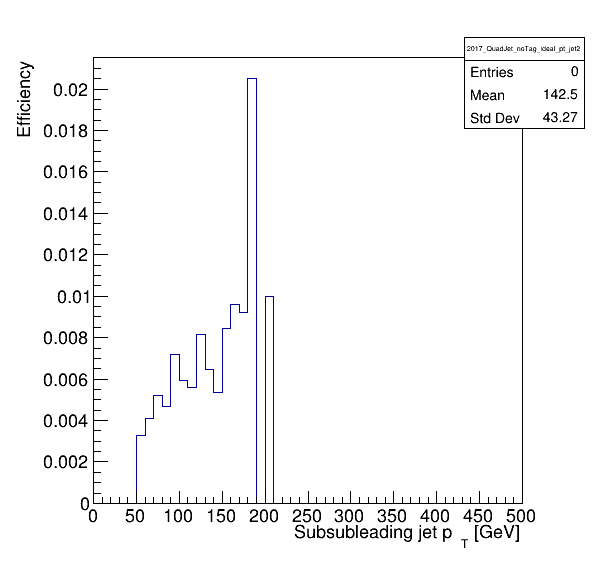 2017_QuadJet_noTag_ideal_pt_jet2
Entries 0
Mean 142.5
Std Dev 43.27
Efficiency
0.02
0.018
0.016
0.014
0.012
0.01
0.008
0.006
0.004
0.002
0
0 50 100 150 200 250 300 350 400 450 500
Subsubleading jet p T [GeV]